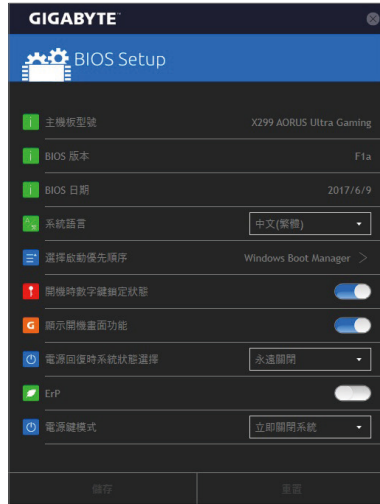 GIGABYTE™
BIOS Setup
主機板型號 X299 AORUS Ultra Gaming
BIOS 版本 F1a
BIOS 日期 2017/6/9
系統語言 中文(繁體)
選擇啟動優先順序 Windows Boot Manager >
開機時數字鍵鎖定狀態
顯示開機畫面功能
電源回復時系統狀態選擇 永遠關閉
ErP
電源鍵模式 立即關閉系統
儲存 重置